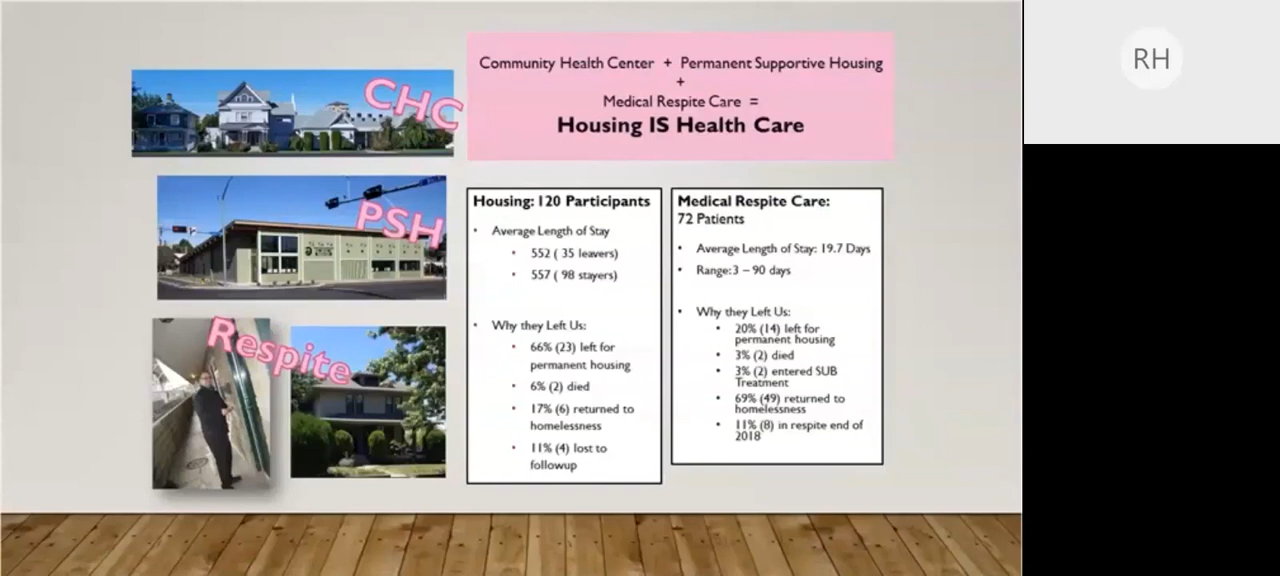 Community Health Center + Permanent Supportive Housing
+
Medical Respite Care =
Housing IS Health Care
CHC
PSH
Respite
Housing: 120 Participants
• Average Length of Stay
• 552 ( 35 leavers)
• 557 ( 98 stayers)
• Why they Left Us:
• 66% (23) left for
permanent housing
• 6% (2) died
• 17% (6) returned to
homelessness
• 11% (4) lost to
followup
Medical Respite Care:
72 Patients
• Average Length of Stay: 19.7 Days
• Range: 3 – 90 days
• Why they Left Us:
• 20% (14) left for
permanent housing
• 3% (2) died
• 3% (2) entered SUB
Treatment
• 69% (49) returned to
homelessness
• 11% (8) in respite end of
2018
RH